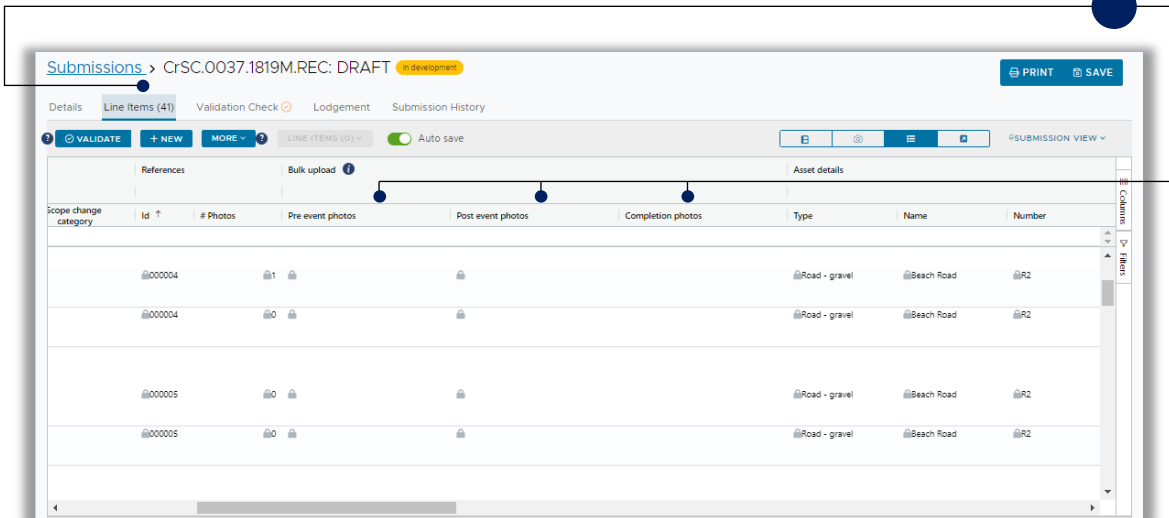 Submissions > CrSC.0037.1819M.REC: DRAFT In development
PRINT SAVE
Details Line Items (41) Validation Check Lodgement Submission History
? VALIDATE + NEW MORE ? LINE ITEMS (0) Auto save SUBMISSION VIEW
References Bulk upload i Asset details
Scope change category Id ↑ # Photos Pre event photos Post event photos Completion photos Type Name Number
Columns
Filters
000004 1 Road - gravel Beach Road R2
000004 0 Road - gravel Beach Road R2
000005 0 Road - gravel Beach Road R2
000005 0 Road - gravel Beach Road R2